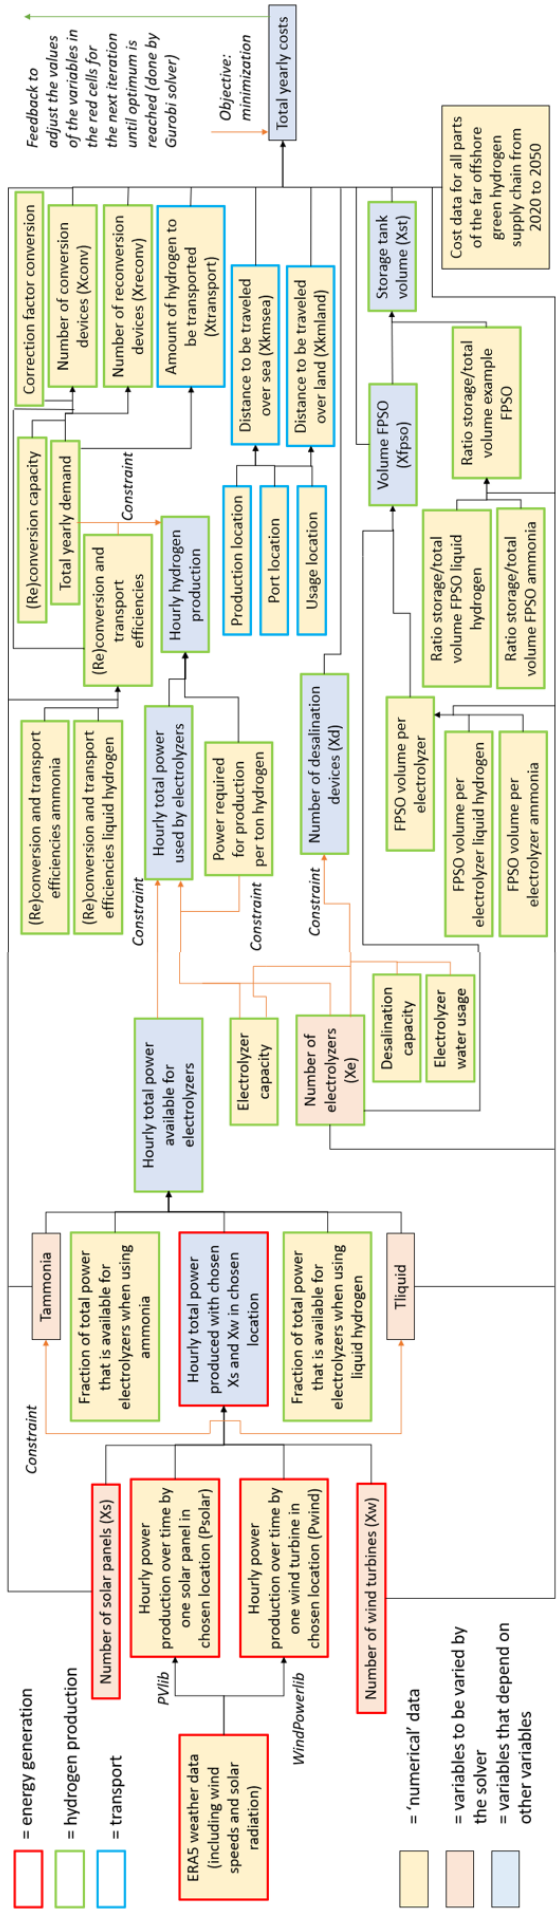 = energy generation
= hydrogen production
= transport
= 'numerical' data
= variables to be varied by
the solver
= variables that depend on
other variables
ERA5 weather data
(including wind
speeds and solar
radiation)
PVlib
WindPowerlib
Number of solar panels (Xs)
Hourly power
production over time by
one solar panel in
chosen location (Psolar)
Hourly power
production over time by
one wind turbine in
chosen location (Pwind)
Number of wind turbines (Xw)
Constraint
Tammonia
Fraction of total power
that is available for
electrolyzers when using
ammonia
Hourly total power
produced with chosen
Xs and Xw in chosen
location
Fraction of total power
that is available for
electrolyzers when using
liquid hydrogen
Tliquid
Hourly total power
available for
electrolyzers
Electrolyzer
capacity
Number of
electrolyzers
(Xe)
Desalination
capacity
Electrolyzer
water usage
Constraint
Constraint
Constraint
(Re)conversion and transport
efficiencies ammonia
(Re)conversion and transport
efficiencies liquid hydrogen
Hourly total power
used by electrolyzers
Power required
for production
per ton hydrogen
Number of desalination
devices (Xd)
FPSO volume per
electrolyzer
FPSO volume per
electrolyzer liquid hydrogen
FPSO volume per
electrolyzer ammonia
(Re)conversion capacity
Total yearly demand
(Re)conversion and
transport
efficiencies
Constraint
Hourly hydrogen
production
Production location
Port location
Usage location
Volume FPSO
(Xfpso)
Ratio storage/total
volume FPSO liquid
hydrogen
Ratio storage/total
volume FPSO ammonia
Correction factor conversion
Number of conversion
devices (Xconv)
Number of reconversion
devices (Xreconv)
Amount of hydrogen to
be transported
(Xtransport)
Distance to be traveled
over sea (Xkmsea)
Distance to be traveled
over land (Xkmland)
Storage tank
volume (Xst)
Ratio storage/total
volume example
FPSO
Feedback to
adjust the values
of the variables in
the red cells for
the next iteration
until optimum is
reached (done by
Gurobi solver)
Objective:
minimization
Total yearly costs
Cost data for all parts
of the far offshore
green hydrogen
supply chain from
2020 to 2050